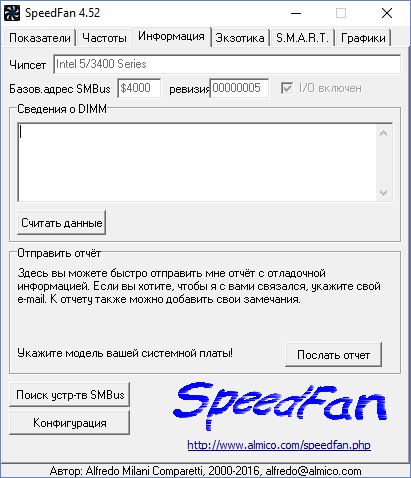 SpeedFan 4.52
Показатели Частоты Информация Экзотика S.M.A.R.T. Графики
Чипсет Intel 5/3400 Series
Базов.адрес SMBus $4000 ревизия 00000005 I/O включен
Сведения о DIMM
Считать данные
Отправить отчёт
Здесь вы можете быстро отправить мне отчёт с отладочной
информацией. Если вы хотите, чтобы я с вами связался, укажите свой
e-mail. К отчету также можно добавить свои замечания.
Укажите модель вашей системной платы! Послать отчет
Поиск устр-тв SMBus
Конфигурация
SpeedFan
http://www.almico.com/speedfan.php
Автор: Alfredo Milani Comparetti, 2000-2016, alfredo@almico.com